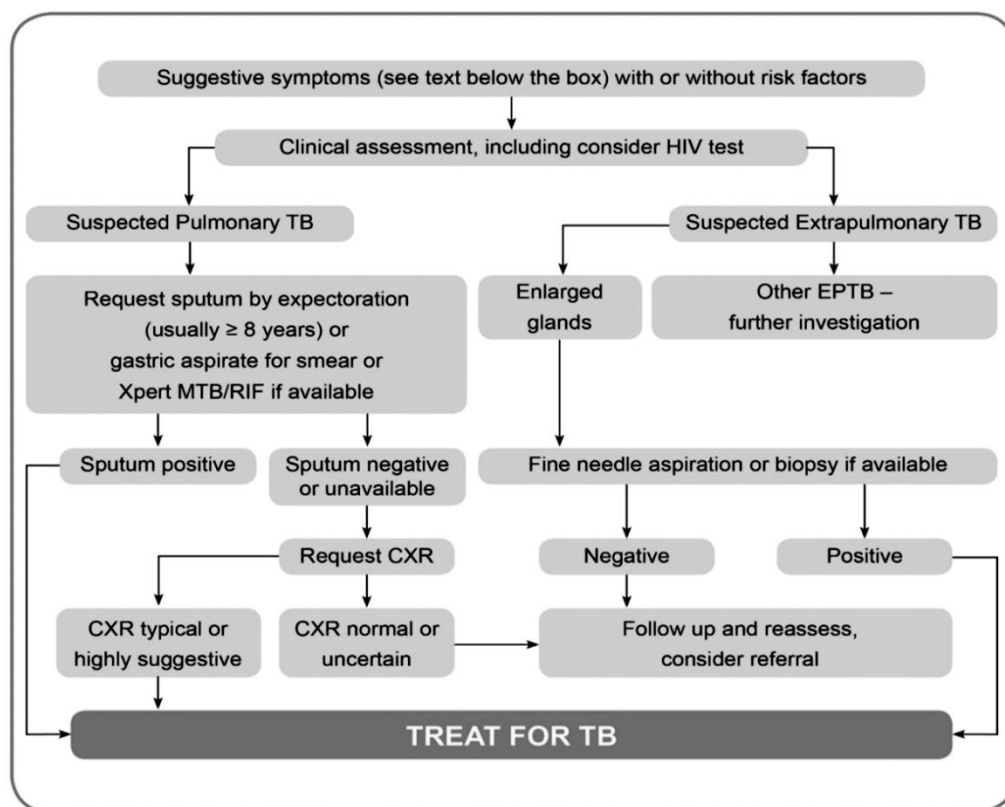 Suggestive symptoms (see text below the box) with or without risk factors
Clinical assessment, including consider HIV test
Suspected Pulmonary TB
Suspected Extrapulmonary TB
Request sputum by expectoration
(usually ≥ 8 years) or
gastric aspirate for smear or
Xpert MTB/RIF if available
Enlarged
glands
Other EPTB –
further investigation
Sputum positive
Sputum negative
or unavailable
Fine needle aspiration or biopsy if available
Request CXR
Negative
Positive
CXR typical or
highly suggestive
CXR normal or
uncertain
Follow up and reassess,
consider referral
TREAT FOR TB